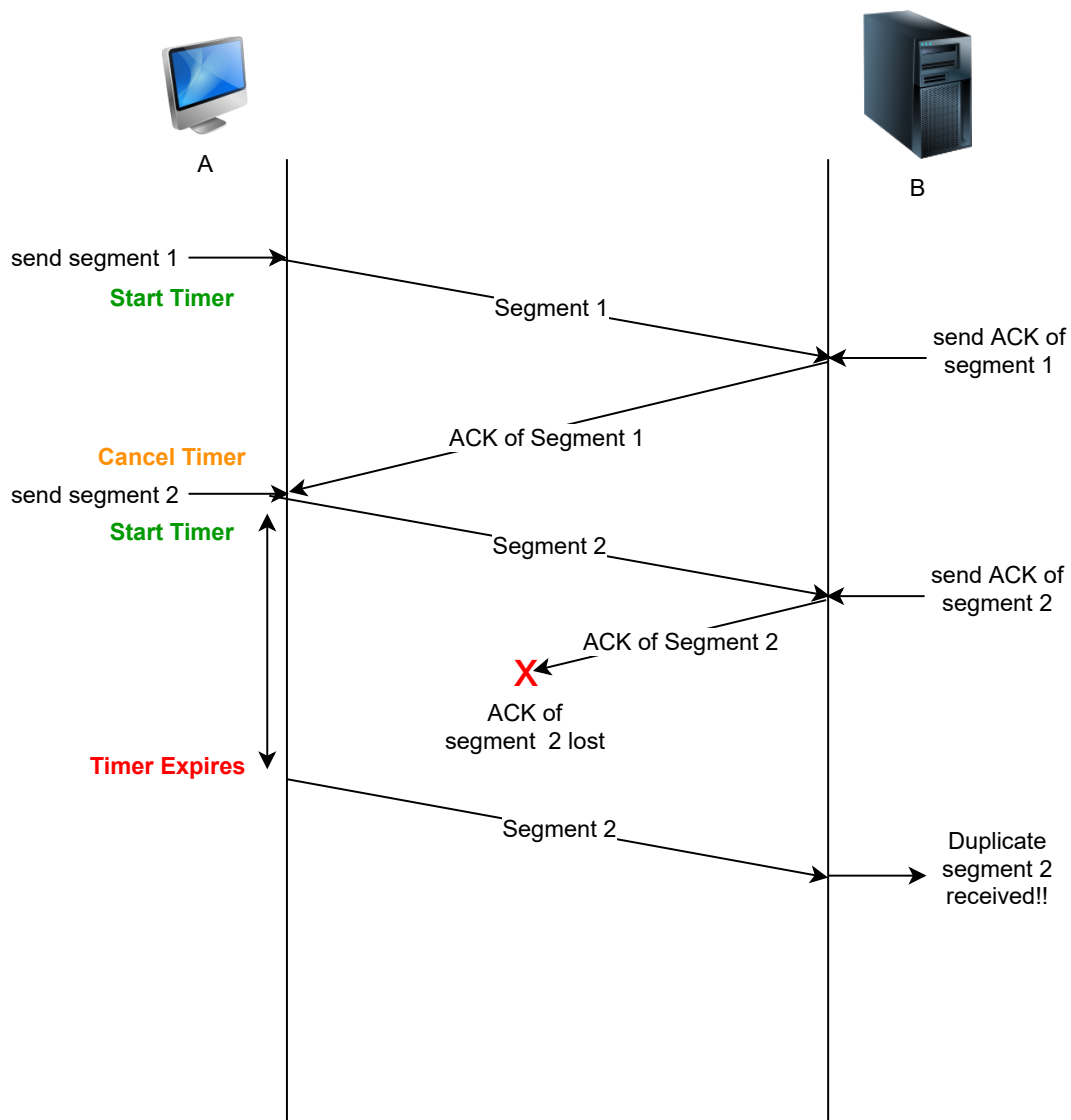 A
B
send segment 1
Start Timer
Segment 1
send ACK of
segment 1
ACK of Segment 1
Cancel Timer
send segment 2
Start Timer
Segment 2
send ACK of
segment 2
ACK of Segment 2
X
ACK of
segment  2 lost
Timer Expires
Segment 2
Duplicate
segment 2
received!!